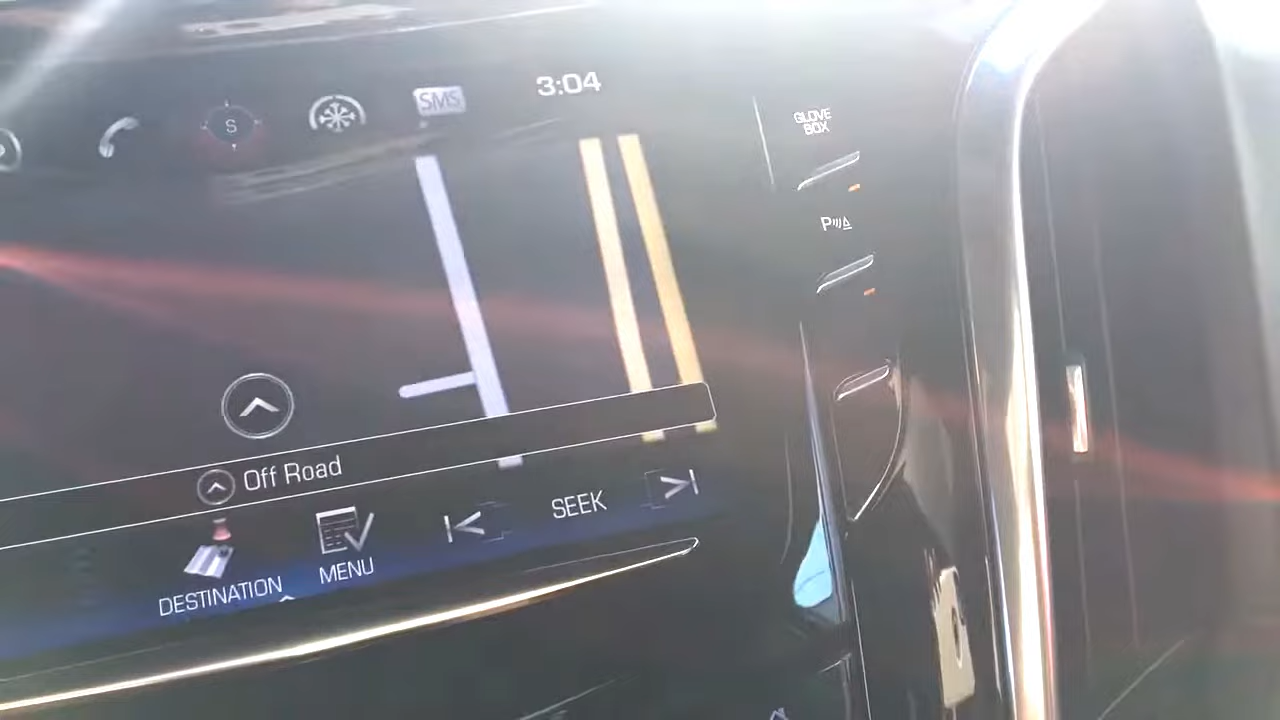 S
SMS
3:04
GLOVE
BOX
P
Off Road
DESTINATION
MENU
SEEK